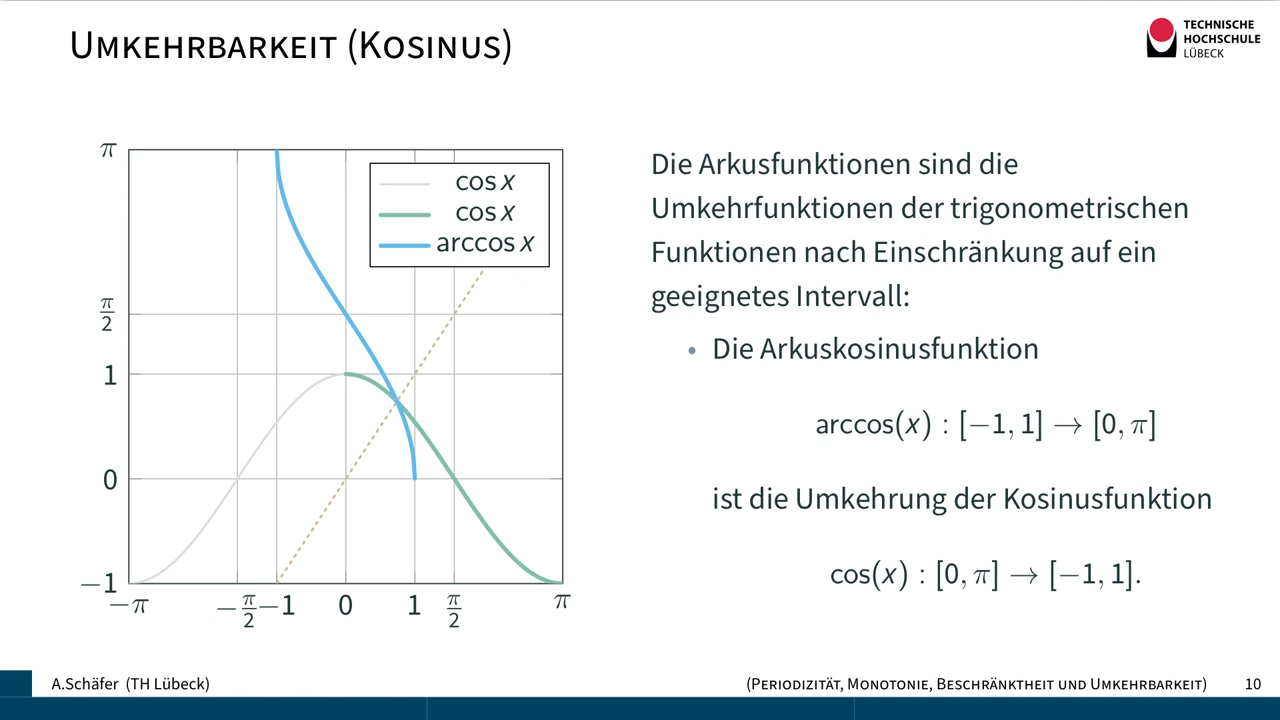 Umkehrbarkeit (Kosinus)
TECHNISCHE
HOCHSCHULE
LÜBECK
π
π/2
1
0
−1
−π
−π/2
−1
0
1
π/2
π
cos x
cos x
arccos x
Die Arkusfunktionen sind die
Umkehrfunktionen der trigonometrischen
Funktionen nach Einschränkung auf ein
geeignetes Intervall:
• Die Arkuskosinusfunktion
arccos(x) : [−1, 1] → [0, π]
ist die Umkehrung der Kosinusfunktion
cos(x) : [0, π] → [−1, 1].
A.Schäfer (TH Lübeck)
(Periodizität, Monotonie, Beschränktheit und Umkehrbarkeit)
10